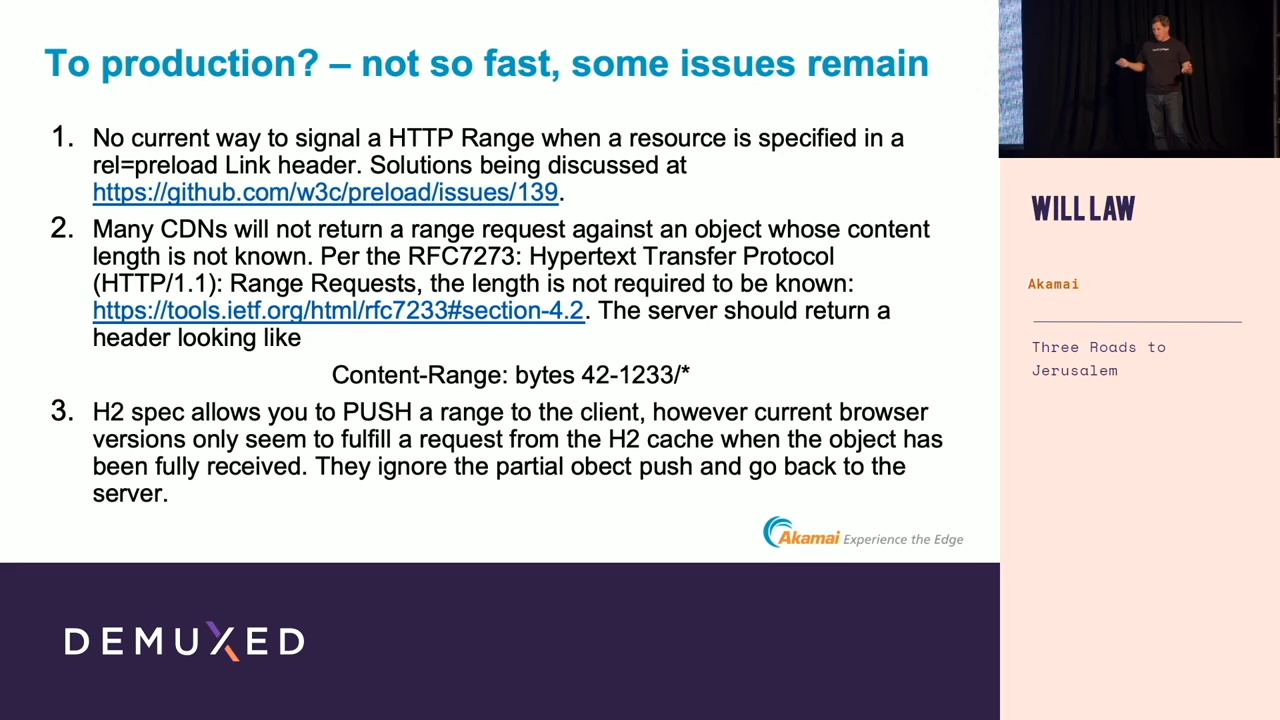 To production? – not so fast, some issues remain
1. No current way to signal a HTTP Range when a resource is specified in a
rel=preload Link header. Solutions being discussed at
https://github.com/w3c/preload/issues/139.
2. Many CDNs will not return a range request against an object whose content
length is not known. Per the RFC7273: Hypertext Transfer Protocol
(HTTP/1.1): Range Requests, the length is not required to be known:
https://tools.ietf.org/html/rfc7233#section-4.2. The server should return a
header looking like
Content-Range: bytes 42-1233/*
3. H2 spec allows you to PUSH a range to the client, however current browser
versions only seem to fulfill a request from the H2 cache when the object has
been fully received. They ignore the partial obect push and go back to the
server.
Akamai Experience the Edge
WILL LAW
Akamai
Three Roads to
Jerusalem
DEMUXED